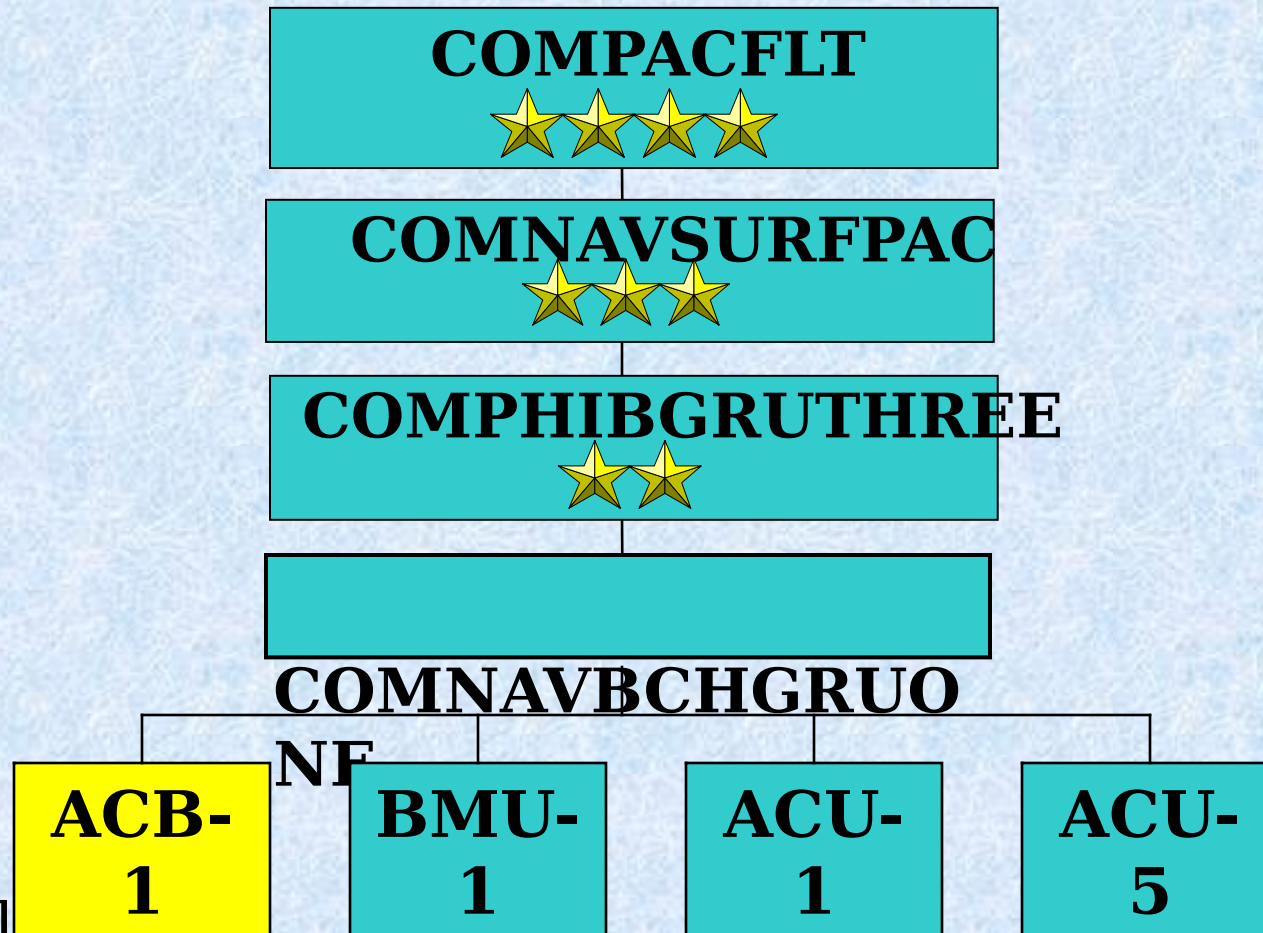 COMPACFLT
COMNAVSURFPAC
COMPHIBGRUTHREE
COMNAVBCHGRUO
NE
ACB-
1
BMU-
1
ACU-
1
ACU-
5